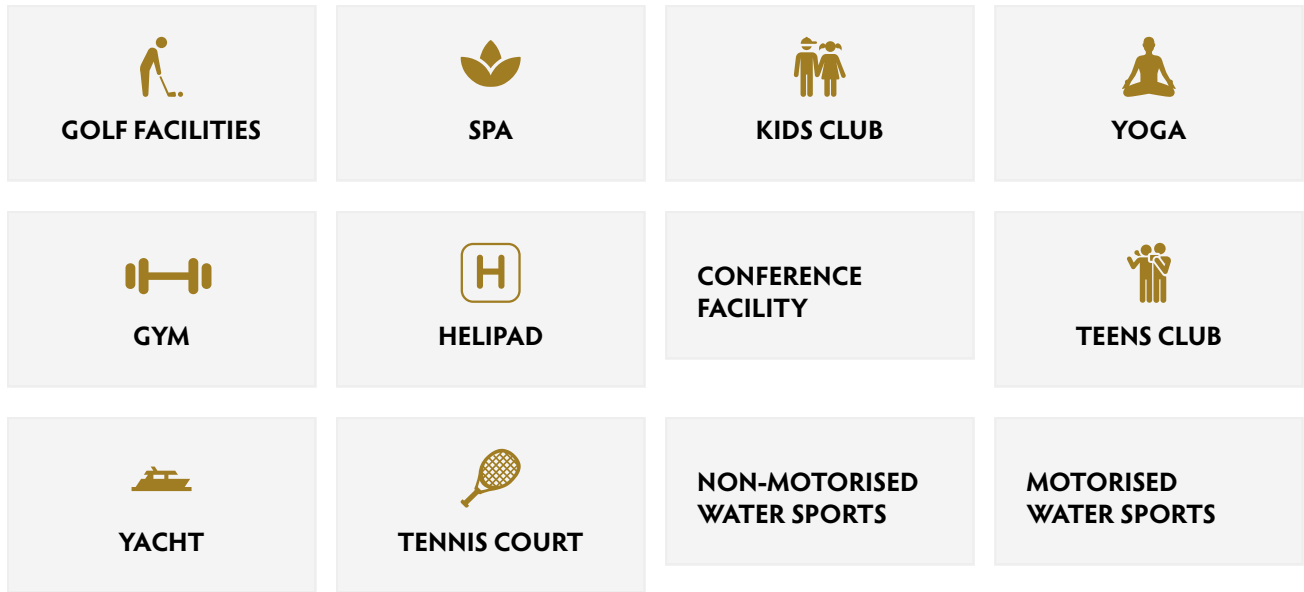 GOLF FACILITIES
SPA
KIDS CLUB
YOGA
GYM
H
HELIPAD
CONFERENCE
FACILITY
TEENS CLUB
YACHT
TENNIS COURT
NON-MOTORISED
WATER SPORTS
MOTORISED
WATER SPORTS